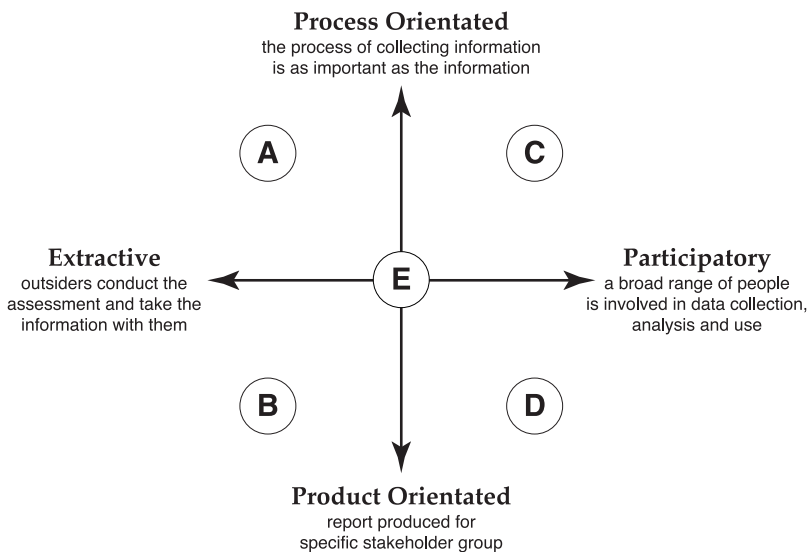 Process Orientated
the process of collecting information
is as important as the information
A
C
Extractive
outsiders conduct the
assessment and take the
information with them
E
Participatory
a broad range of people
is involved in data collection,
analysis and use
B
D
Product Orientated
report produced for
specific stakeholder group